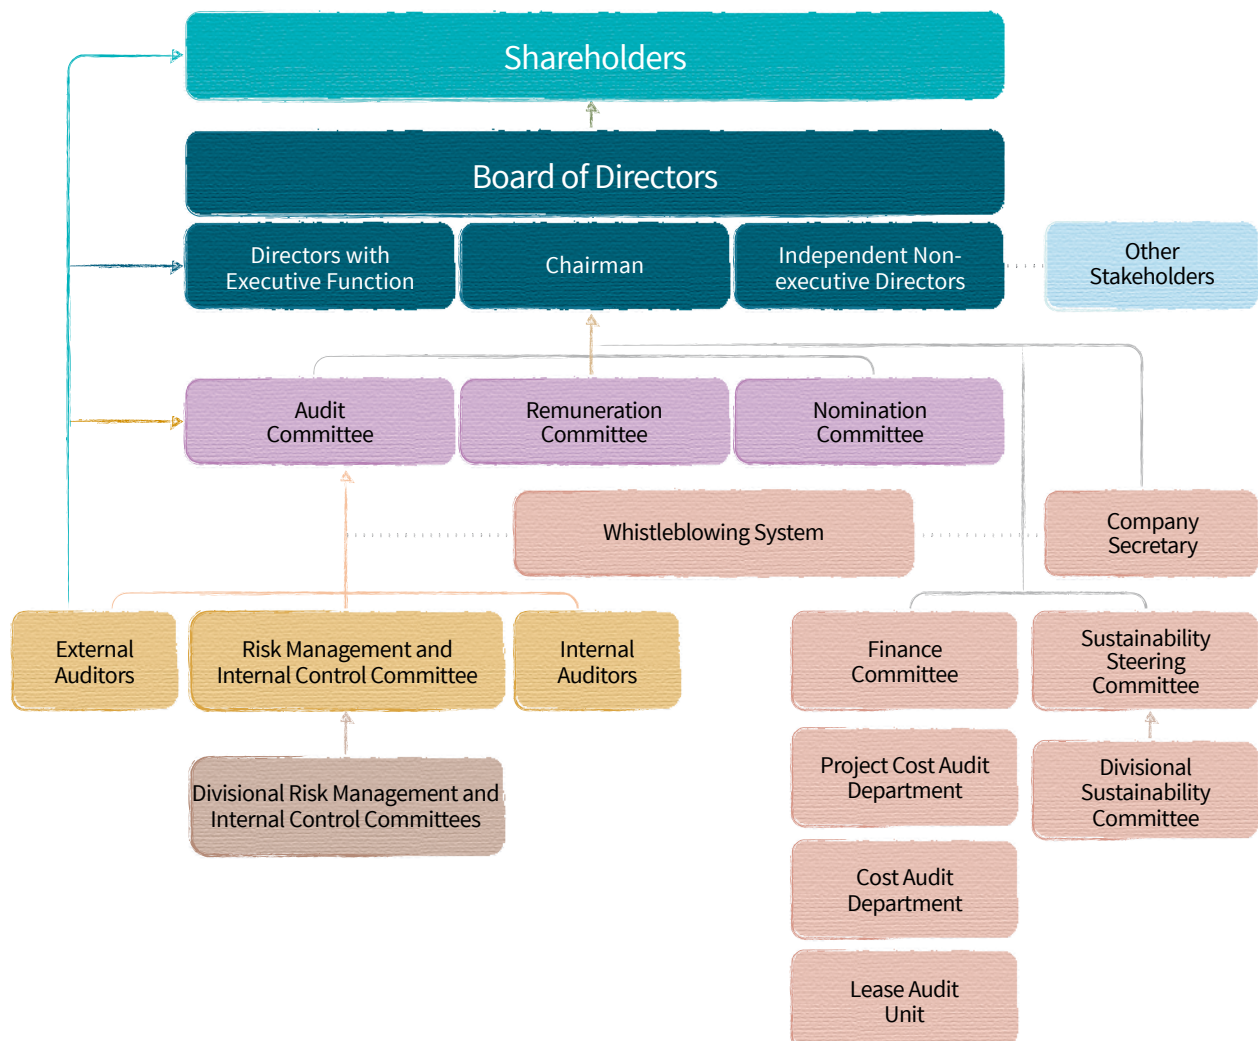 Shareholders
Board of Directors
Directors with
Executive Function
Chairman
Independent Non-
executive Directors
Other
Stakeholders
Audit
Committee
Remuneration
Committee
Nomination
Committee
Whistleblowing System
Company
Secretary
External
Auditors
Risk Management and
Internal Control Committee
Internal
Auditors
Finance
Committee
Sustainability
Steering
Committee
Divisional Risk Management and
Internal Control Committees
Project Cost Audit
Department
Divisional
Sustainability
Committee
Cost Audit
Department
Lease Audit
Unit